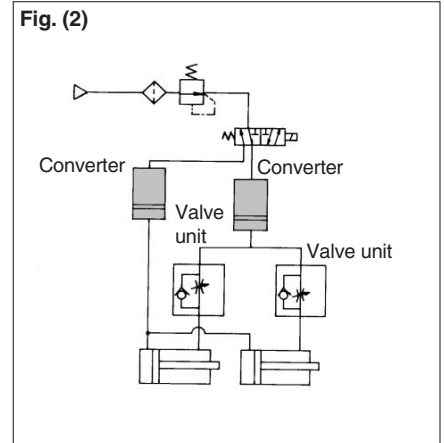 Fig. (2)
Converter
Converter
Valve
unit
Valve unit